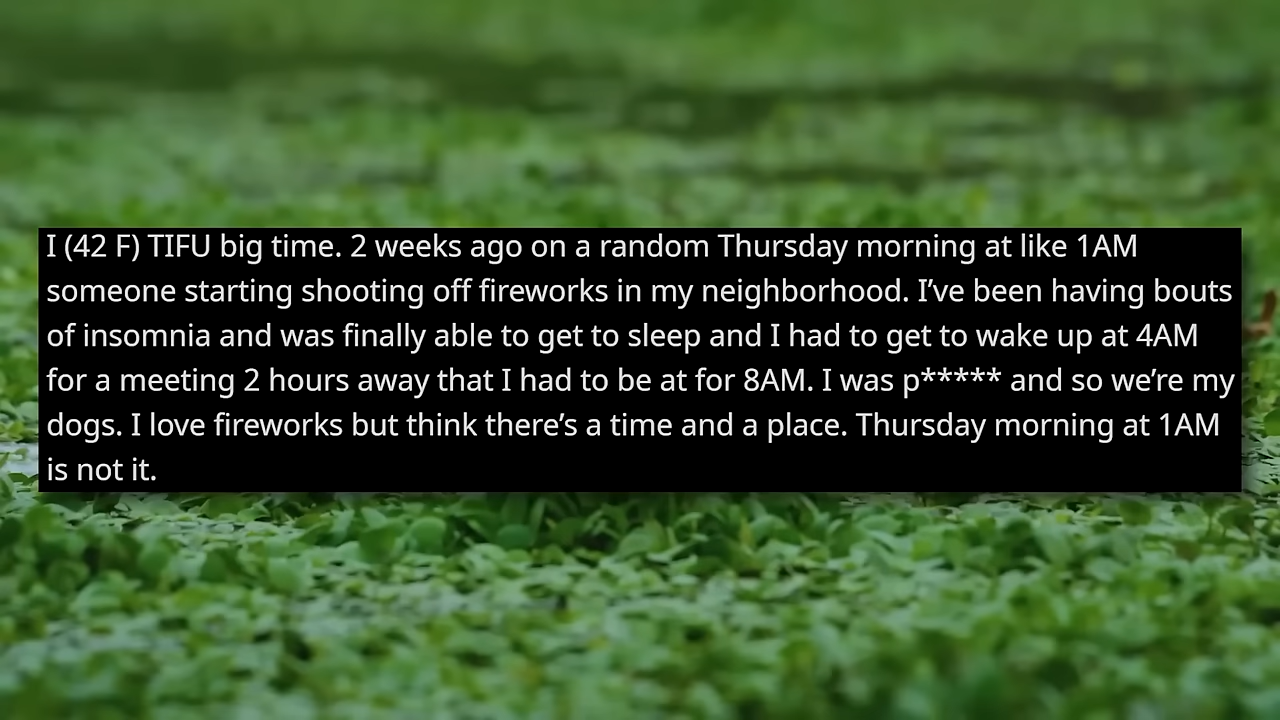 I (42 F) TIFU big time. 2 weeks ago on a random Thursday morning at like 1AM
someone starting shooting off fireworks in my neighborhood. I’ve been having bouts
of insomnia and was finally able to get to sleep and I had to get to wake up at 4AM
for a meeting 2 hours away that I had to be at for 8AM. I was p***** and so we’re my
dogs. I love fireworks but think there’s a time and a place. Thursday morning at 1AM
is not it.